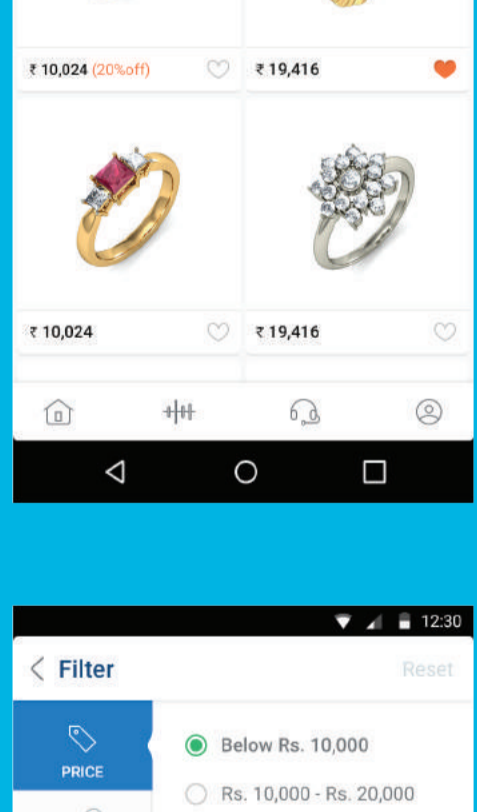 ₹ 10,024 (20%off)
₹ 19,416
₹ 10,024
₹ 19,416
12:30
Filter
Reset
PRICE
Below Rs. 10,000
Rs. 10,000 - Rs. 20,000